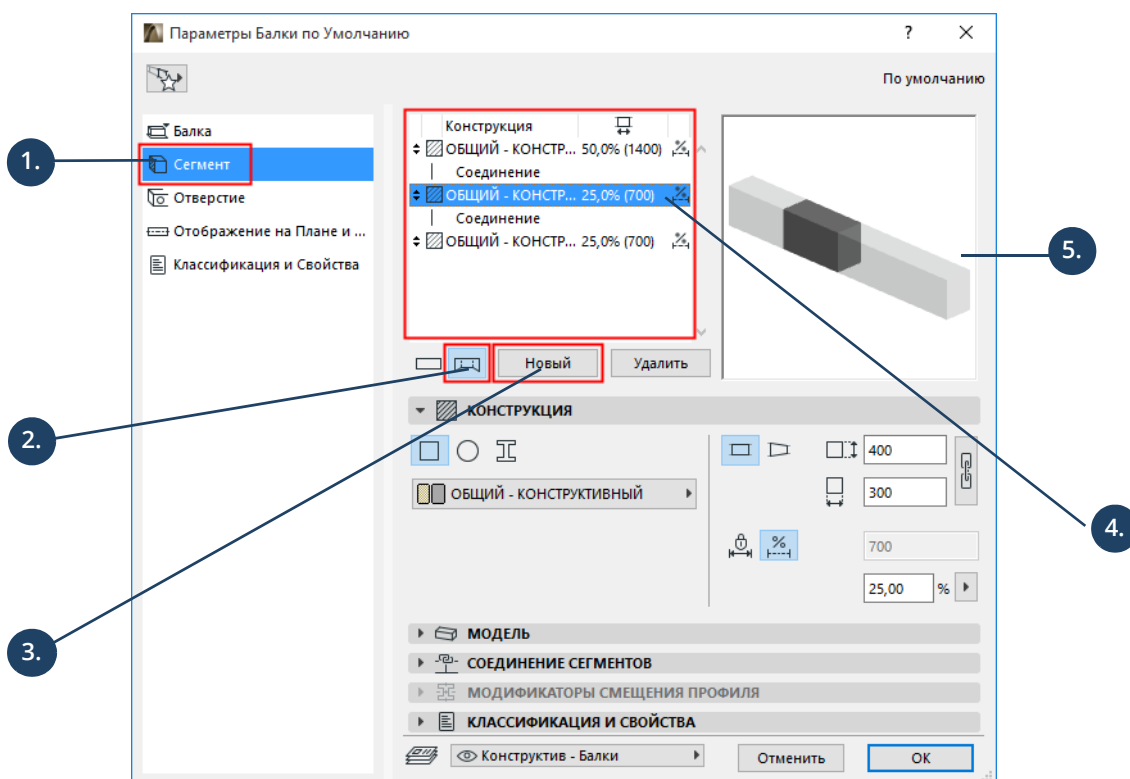 Параметры Балки по Умолчанию
?
По умолчанию
Балка
Сегмент
Отверстие
Отображение на Плане и ...
Классификация и Свойства
Конструкция
ОБЩИЙ - КОНСТР... 50,0% (1400)
Соединение
ОБЩИЙ - КОНСТР... 25,0% (700)
Соединение
ОБЩИЙ - КОНСТР... 25,0% (700)
Новый
Удалить
КОНСТРУКЦИЯ
ОБЩИЙ - КОНСТРУКТИВНЫЙ
400
300
%
700
25,00 %
МОДЕЛЬ
СОЕДИНЕНИЕ СЕГМЕНТОВ
МОДИФИКАТОРЫ СМЕЩЕНИЯ ПРОФИЛЯ
КЛАССИФИКАЦИЯ И СВОЙСТВА
Конструктив - Балки
Отменить
ОК
1.
2.
3.
4.
5.